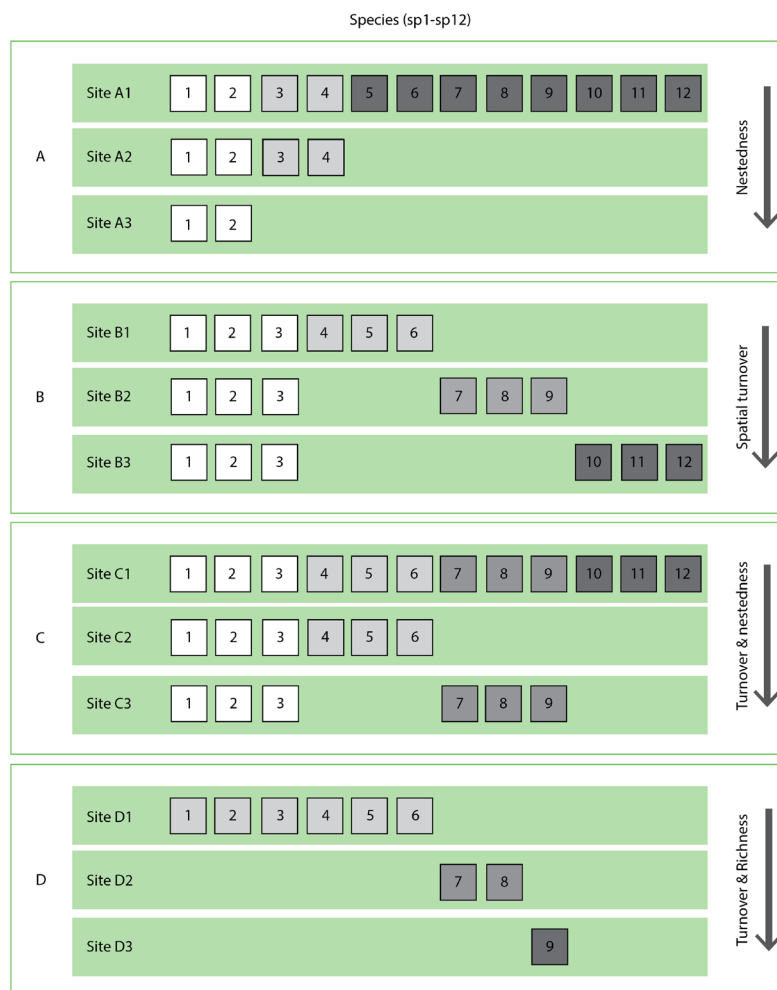 Species (sp1-sp12)
A
Site A1 1 2 3 4 5 6 7 8 9 10 11 12
Site A2 1 2 3 4
Site A3 1 2
Nestedness
B
Site B1 1 2 3 4 5 6
Site B2 1 2 3 7 8 9
Site B3 1 2 3 10 11 12
Spatial turnover
C
Site C1 1 2 3 4 5 6 7 8 9 10 11 12
Site C2 1 2 3 4 5 6
Site C3 1 2 3 7 8 9
Turnover & nestedness
D
Site D1 1 2 3 4 5 6
Site D2 7 8
Site D3 9
Turnover & Richness